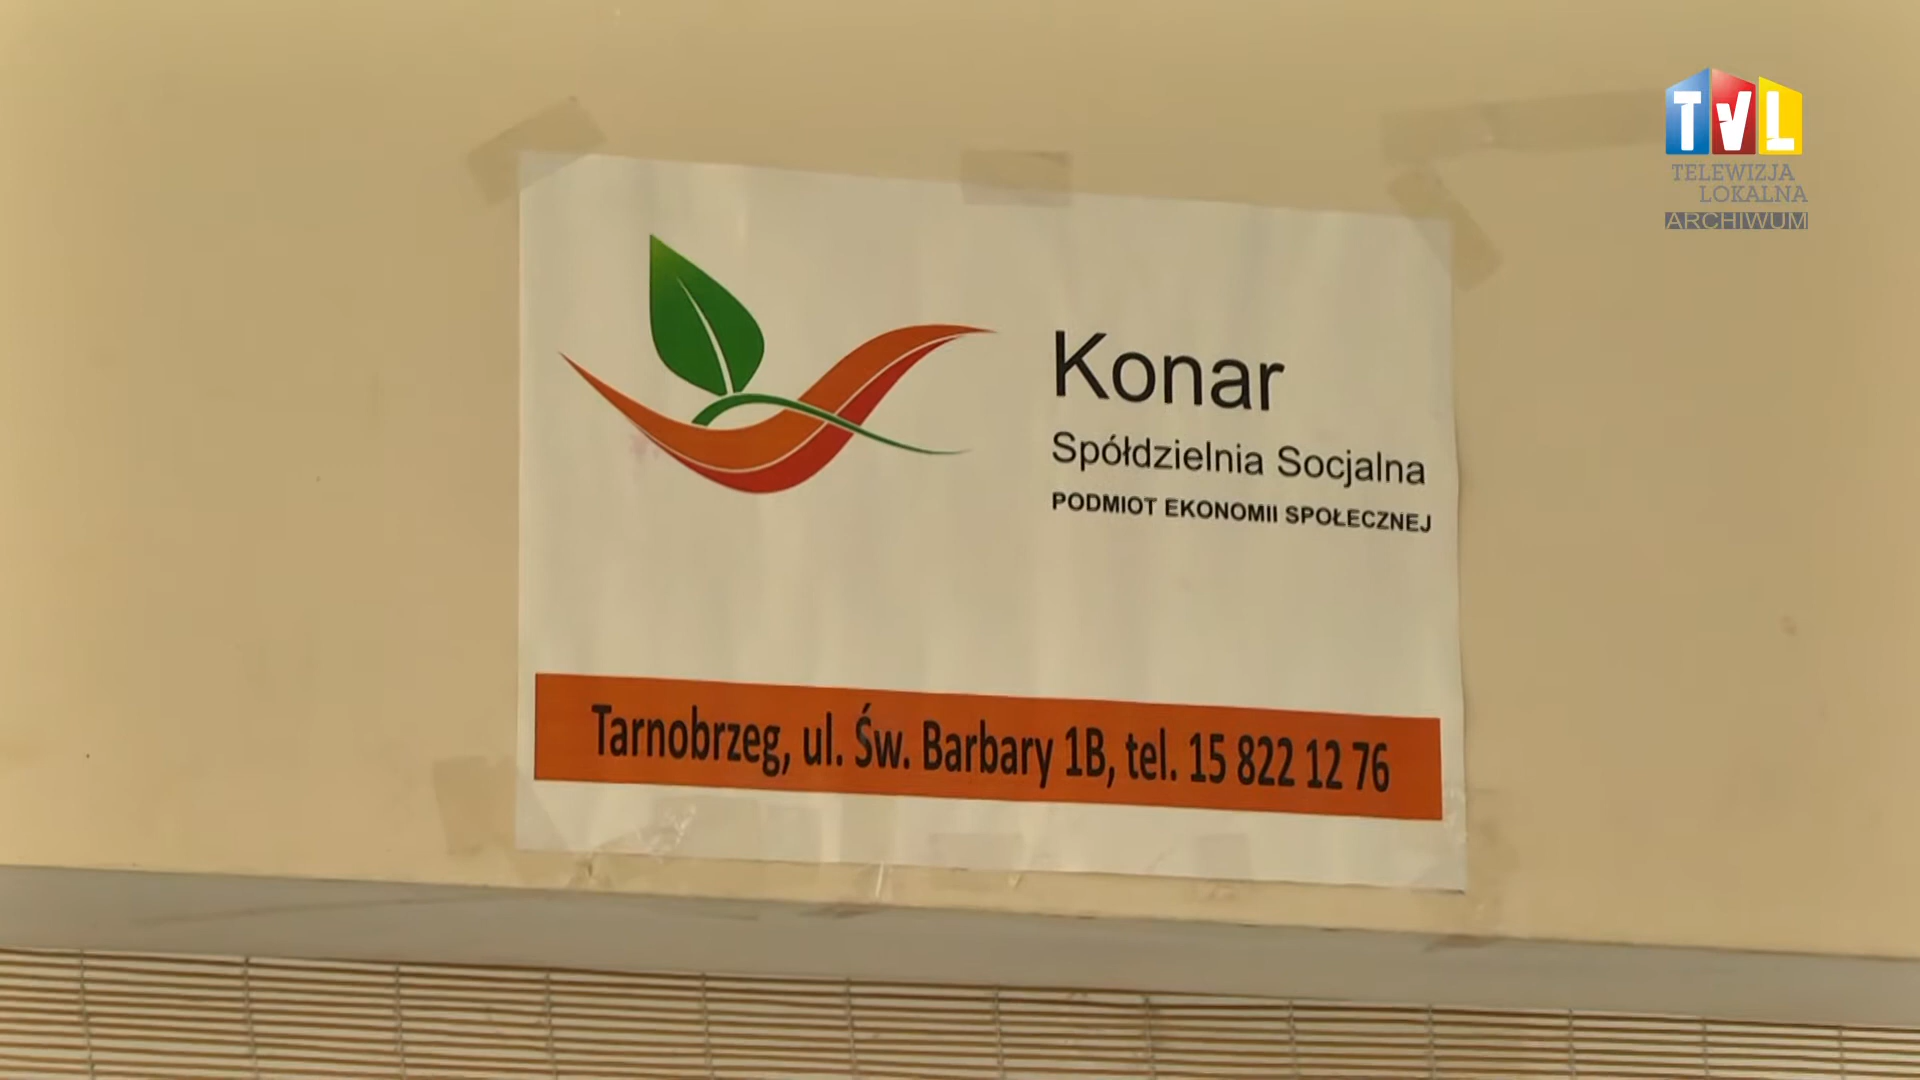 TVL
TELEWIZJA
LOKALNA
ARCHIWUM
Konar
Spółdzielnia Socjalna
PODMIOT EKONOMII SPOŁECZNEJ
Tarnobrzeg, ul. Św. Barbary 1B, tel. 15 822 12 76